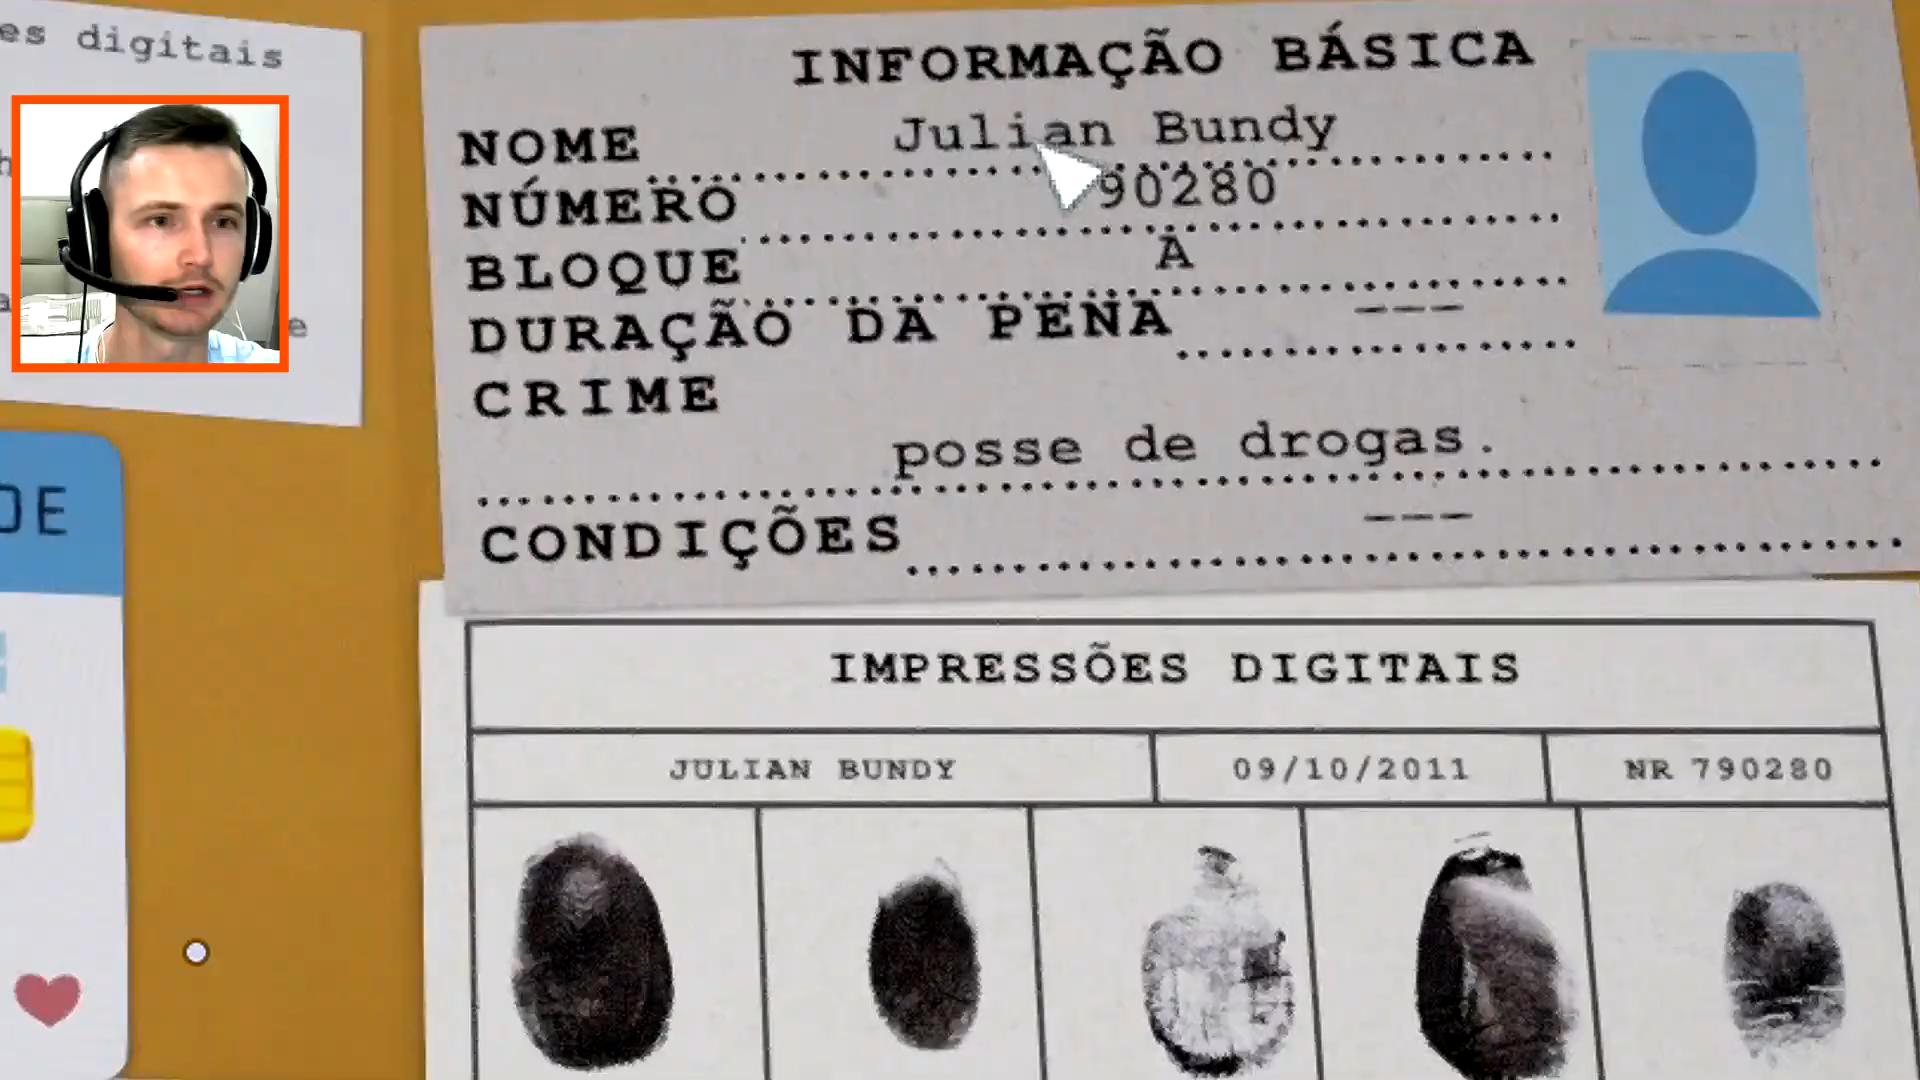 es digitais
e
DE
INFORMAÇÃO BÁSICA
NOME Julian Bundy
NÚMERO 90280
BLOQUE A
DURAÇÃO DA PENA ---
CRIME
posse de drogas.
CONDIÇÕES ---
IMPRESSÕES DIGITAIS
JULIAN BUNDY 09/10/2011 NR 790280